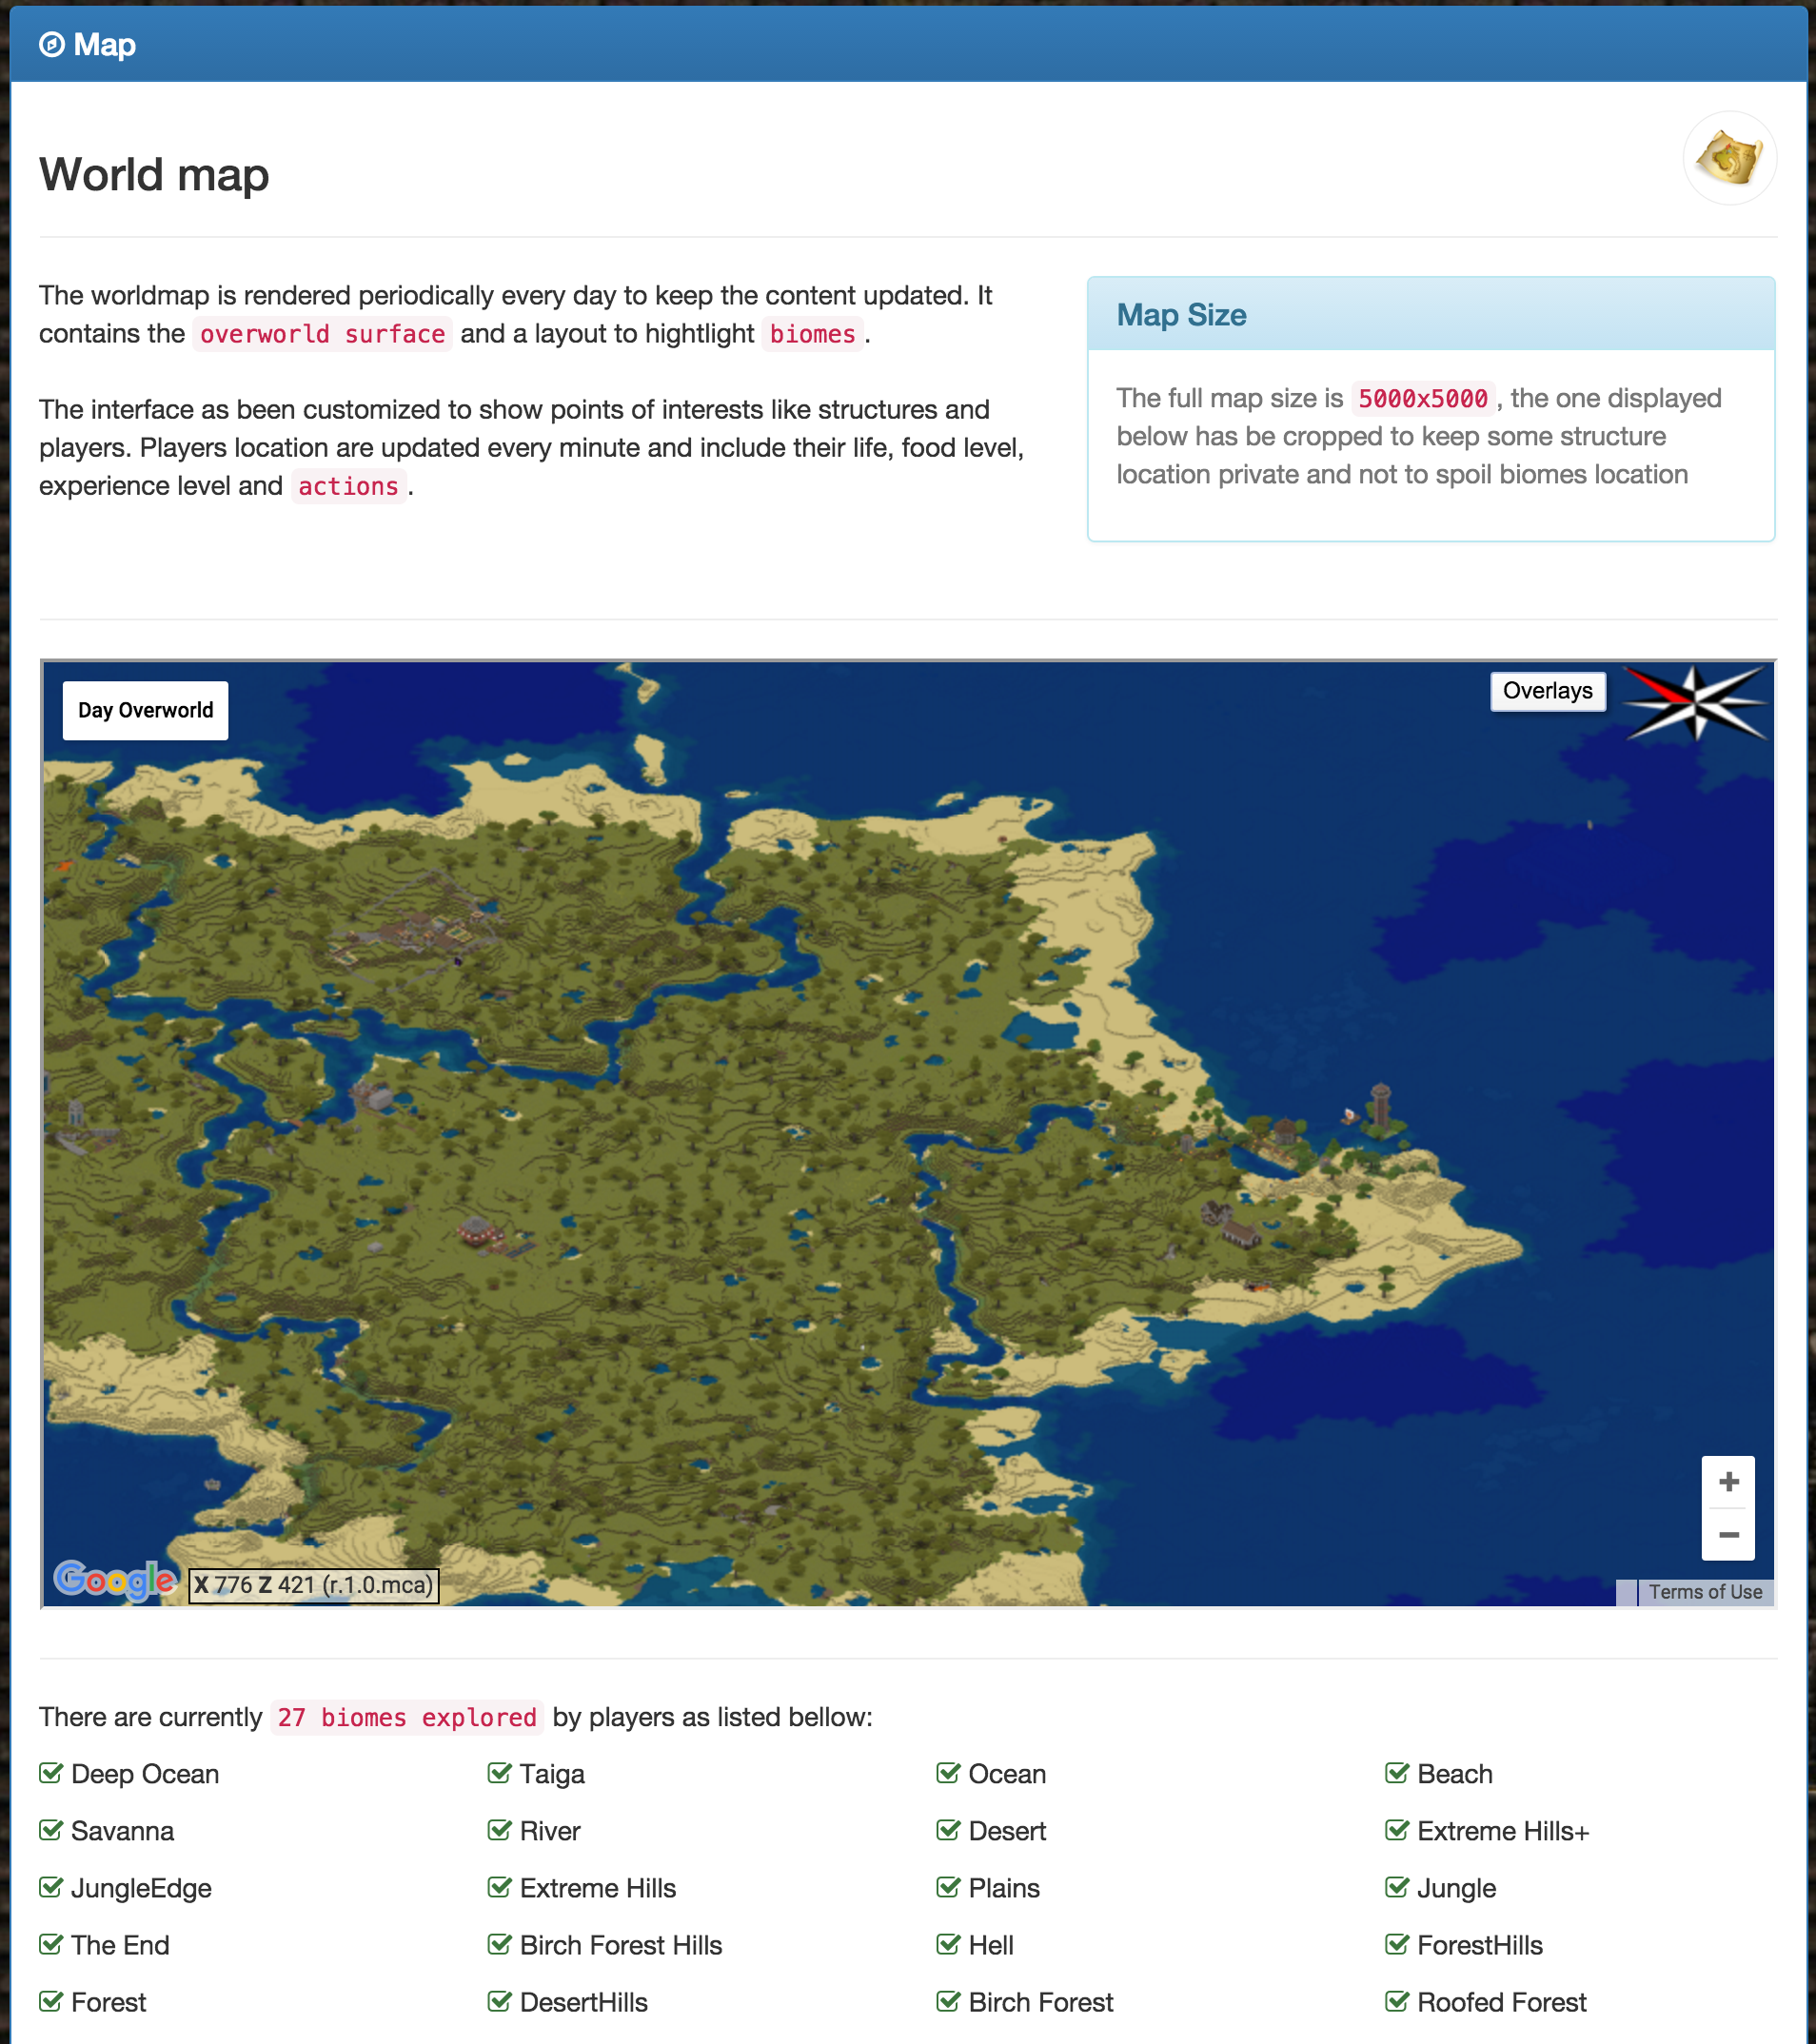 Map
World map
The worldmap is rendered periodically every day to keep the content updated. It
contains the overworld surface and a layout to hightlight biomes.
The interface as been customized to show points of interests like structures and
players. Players location are updated every minute and include their life, food level,
experience level and actions.
Map Size
The full map size is 5000x5000, the one displayed
below has be cropped to keep some structure
location private and not to spoil biomes location
Day Overworld
Overlays
+
−
Google
X 776 Z 421 (r.1.0.mca)
Terms of Use
There are currently 27 biomes explored by players as listed bellow:
Deep Ocean Taiga Ocean Beach
Savanna River Desert Extreme Hills+
JungleEdge Extreme Hills Plains Jungle
The End Birch Forest Hills Hell ForestHills
Forest DesertHills Birch Forest Roofed Forest